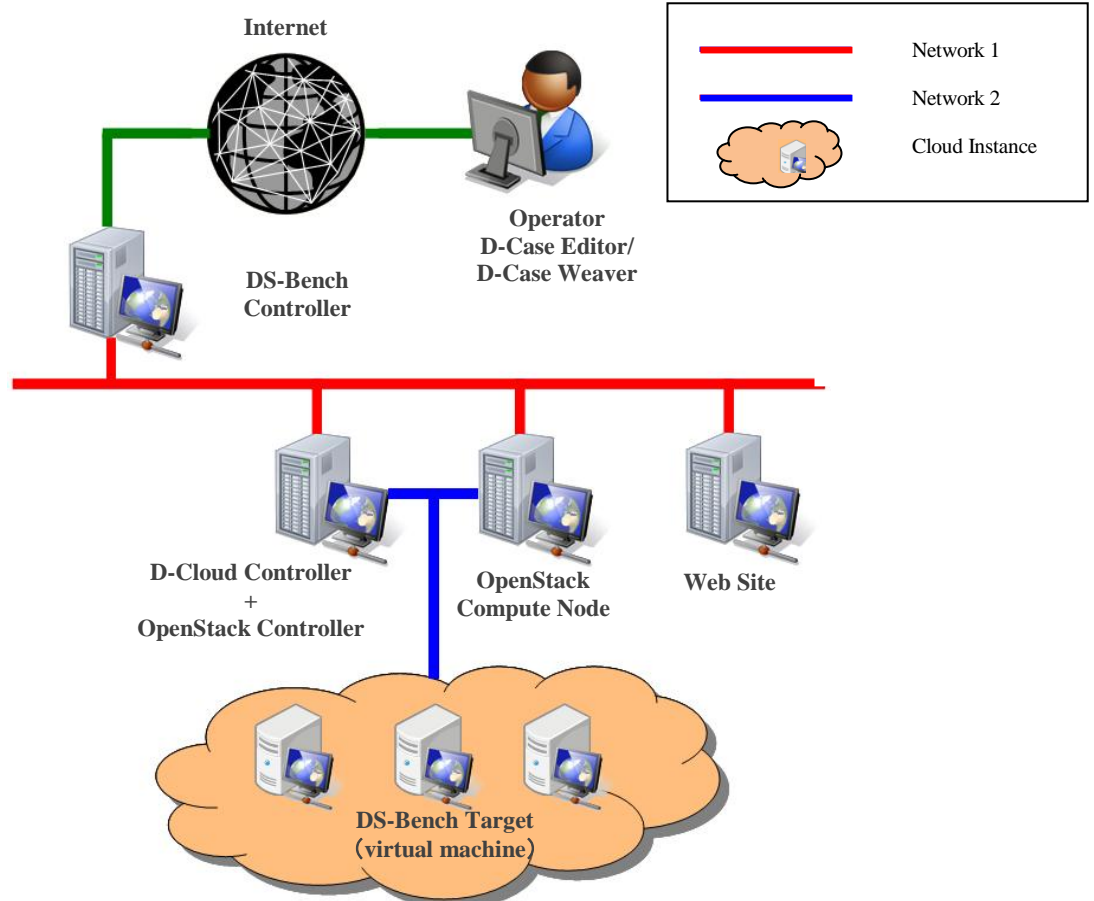 Internet
Network 1
Network 2
Cloud Instance
Operator
D-Case Editor/
D-Case Weaver
DS-Bench
Controller
D-Cloud Controller
+
OpenStack Controller
OpenStack
Compute Node
Web Site
DS-Bench Target
（virtual machine）